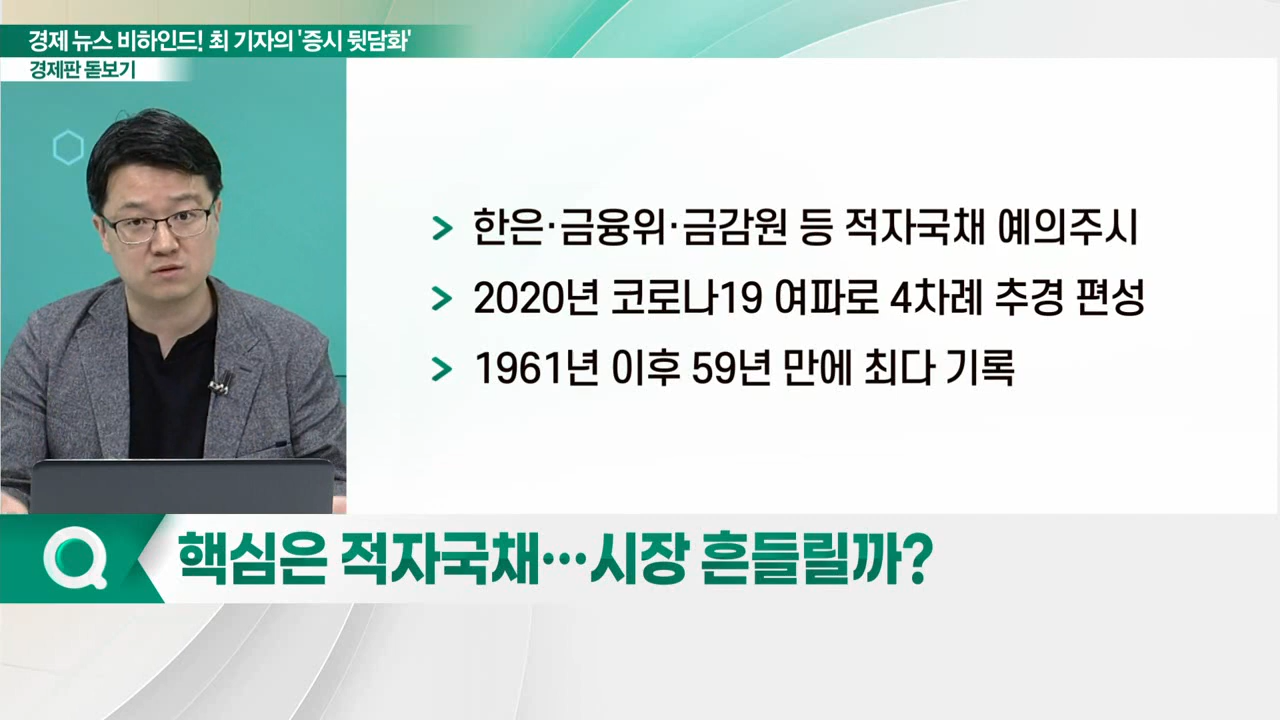 경제 뉴스 비하인드! 최 기자의 '증시 뒷담화'
경제판 돋보기
> 한은·금융위·금감원 등 적자국채 예의주시
> 2020년 코로나19 여파로 4차례 추경 편성
> 1961년 이후 59년 만에 최다 기록
핵심은 적자국채…시장 흔들릴까?